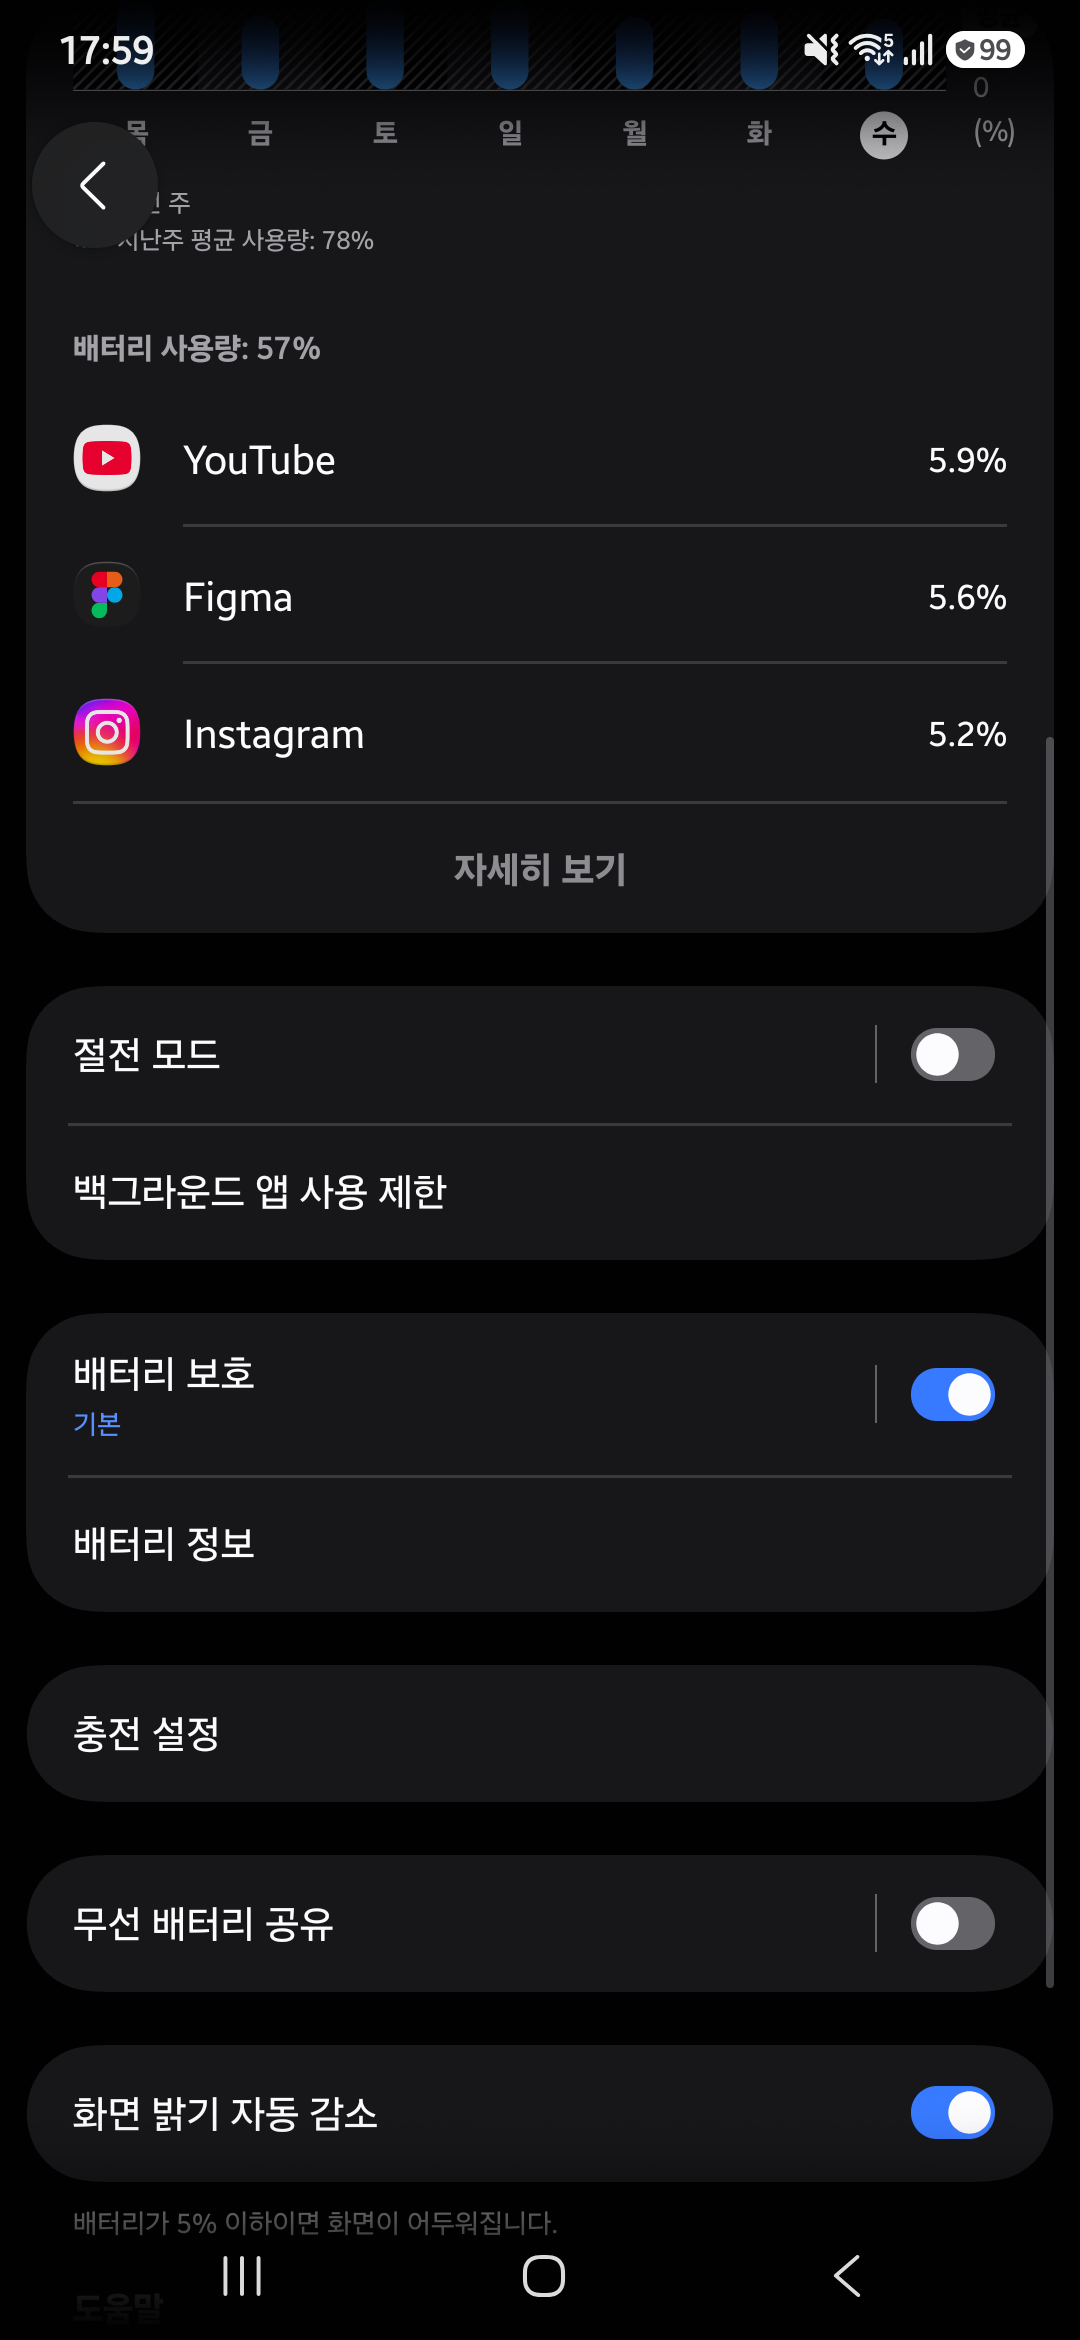 17:59
5
99
0
목 금 토 일 월 화 수 (%)
주
지난주 평균 사용량: 78%
배터리 사용량: 57%
YouTube 5.9%
Figma 5.6%
Instagram 5.2%
자세히 보기
절전 모드
백그라운드 앱 사용 제한
배터리 보호
기본
배터리 정보
충전 설정
무선 배터리 공유
화면 밝기 자동 감소
배터리가 5% 이하이면 화면이 어두워집니다.
도움말